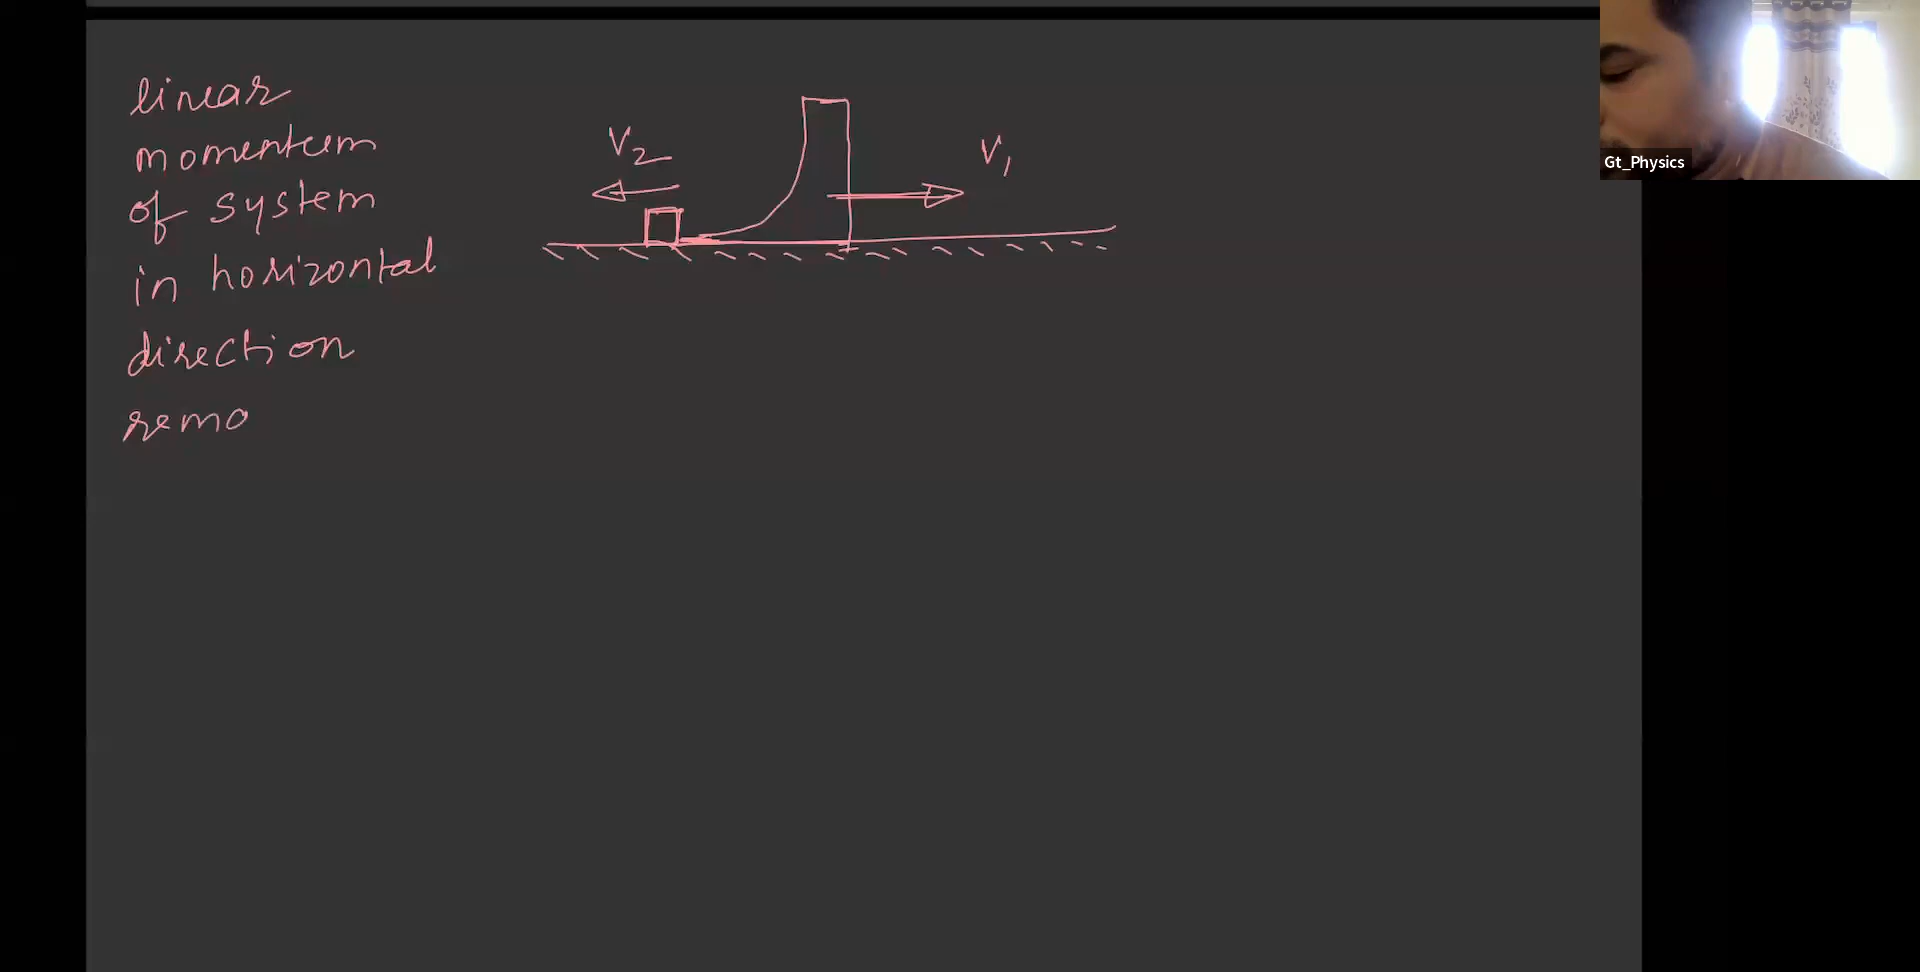 linear
momentum
of system
in horizontal
direction
remo
V2
V1
Gt_Physics